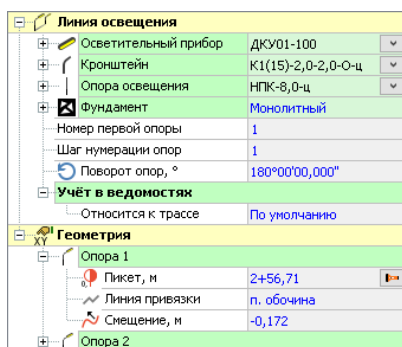 Линия освещения
Осветительный прибор ДКУ01-100
Кронштейн К1(15)-2,0-2,0-О-ц
Опора освещения НПК-8,0-ц
Фундамент Монолитный
Номер первой опоры 1
Шаг нумерации опор 1
Поворот опор, ° 180°00'00,000"
Учёт в ведомостях
Относится к трассе По умолчанию
XY Геометрия
Опора 1
Пикет, м 2+56,71
Линия привязки п. обочина
Смещение, м -0,172
Опора 2